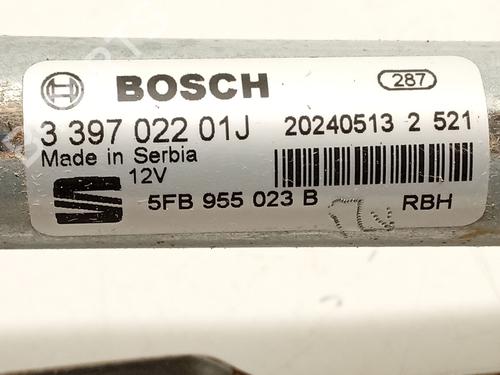 BOSCH
287
3 397 022 01J 20240513 2 521
Made in Serbia
12V
5FB 955 023 B RBH